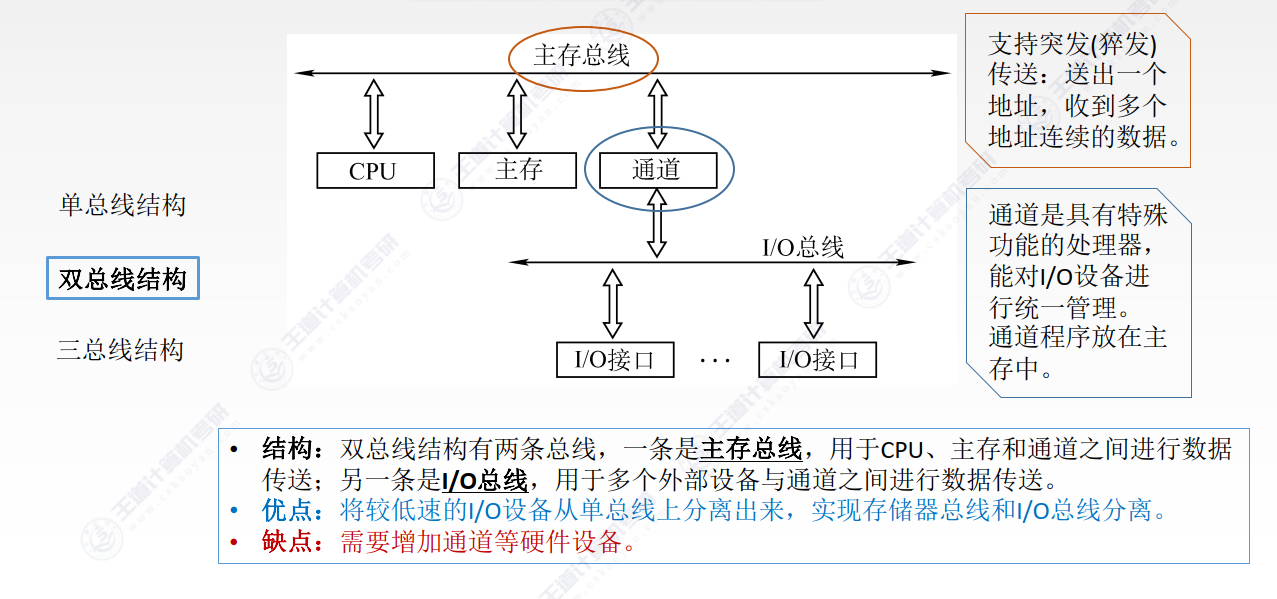 主存总线
CPU
主存
通道
I/O总线
I/O接口
···
I/O接口
支持突发(猝发)
传送：送出一个
地址，收到多个
地址连续的数据。
通道是具有特殊
功能的处理器，
能对I/O设备进
行统一管理。
通道程序放在主
存中。
单总线结构
双总线结构
三总线结构
• 结构：双总线结构有两条总线，一条是主存总线，用于CPU、主存和通道之间进行数据
传送；另一条是I/O总线，用于多个外部设备与通道之间进行数据传送。
• 优点：将较低速的I/O设备从单总线上分离出来，实现存储器总线和I/O总线分离。
• 缺点：需要增加通道等硬件设备。
王道计算机考研